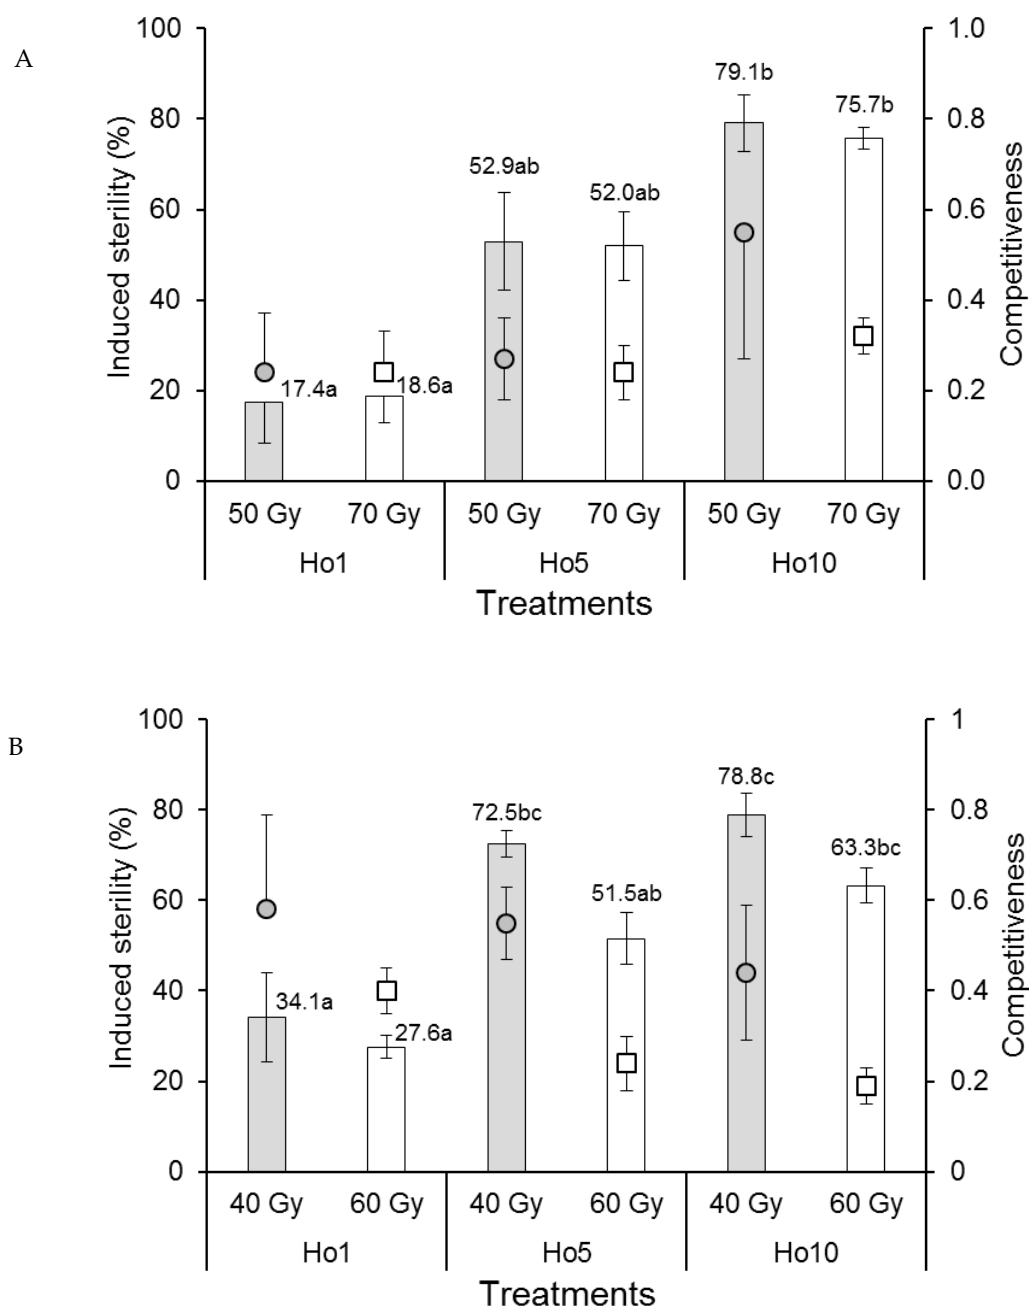 A
100
80
60
40
20
0
Induced sterility (%)
1.0
0.8
0.6
0.4
0.2
0.0
Competitiveness
17.4a
18.6a
52.9ab
52.0ab
79.1b
75.7b
50 Gy 70 Gy 50 Gy 70 Gy 50 Gy 70 Gy
Ho1 Ho5 Ho10
Treatments
B
100
80
60
40
20
0
Induced sterility (%)
1
0.8
0.6
0.4
0.2
0
Competitiveness
34.1a
27.6a
72.5bc
51.5ab
78.8c
63.3bc
40 Gy 60 Gy 40 Gy 60 Gy 40 Gy 60 Gy
Ho1 Ho5 Ho10
Treatments